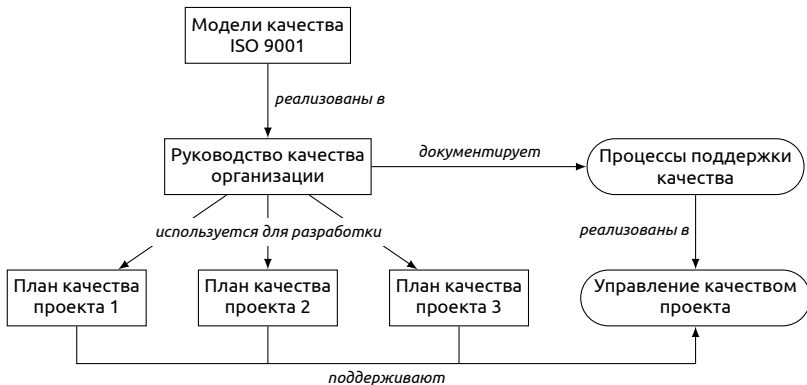 Модели качества
ISO 9001
реализованы в
Руководство качества
организации
документирует
Процессы поддержки
качества
используется для разработки
реализованы в
План качества
проекта 1
План качества
проекта 2
План качества
проекта 3
Управление качеством
проекта
поддерживают